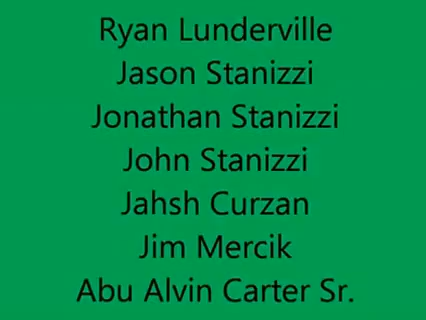 Ryan Lunderville
Jason Stanizzi
Jonathan Stanizzi
John Stanizzi
Jahsh Curzan
Jim Mercik
Abu Alvin Carter Sr.